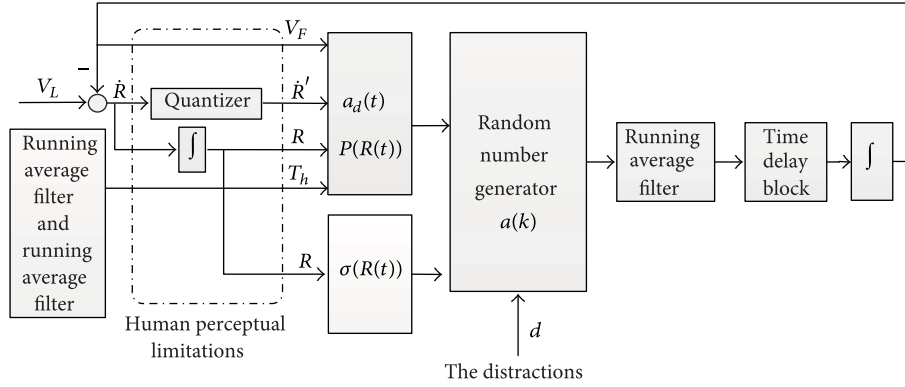 V_F
−
V_L
Ṙ
Quantizer
Ṙ′
∫
R
T_h
R
a_d(t)
P(R(t))
σ(R(t))
Running
average
filter
and
running
average
filter
Human perceptual
limitations
Random
number
generator
a(k)
d
The distractions
Running
average
filter
Time
delay
block
∫